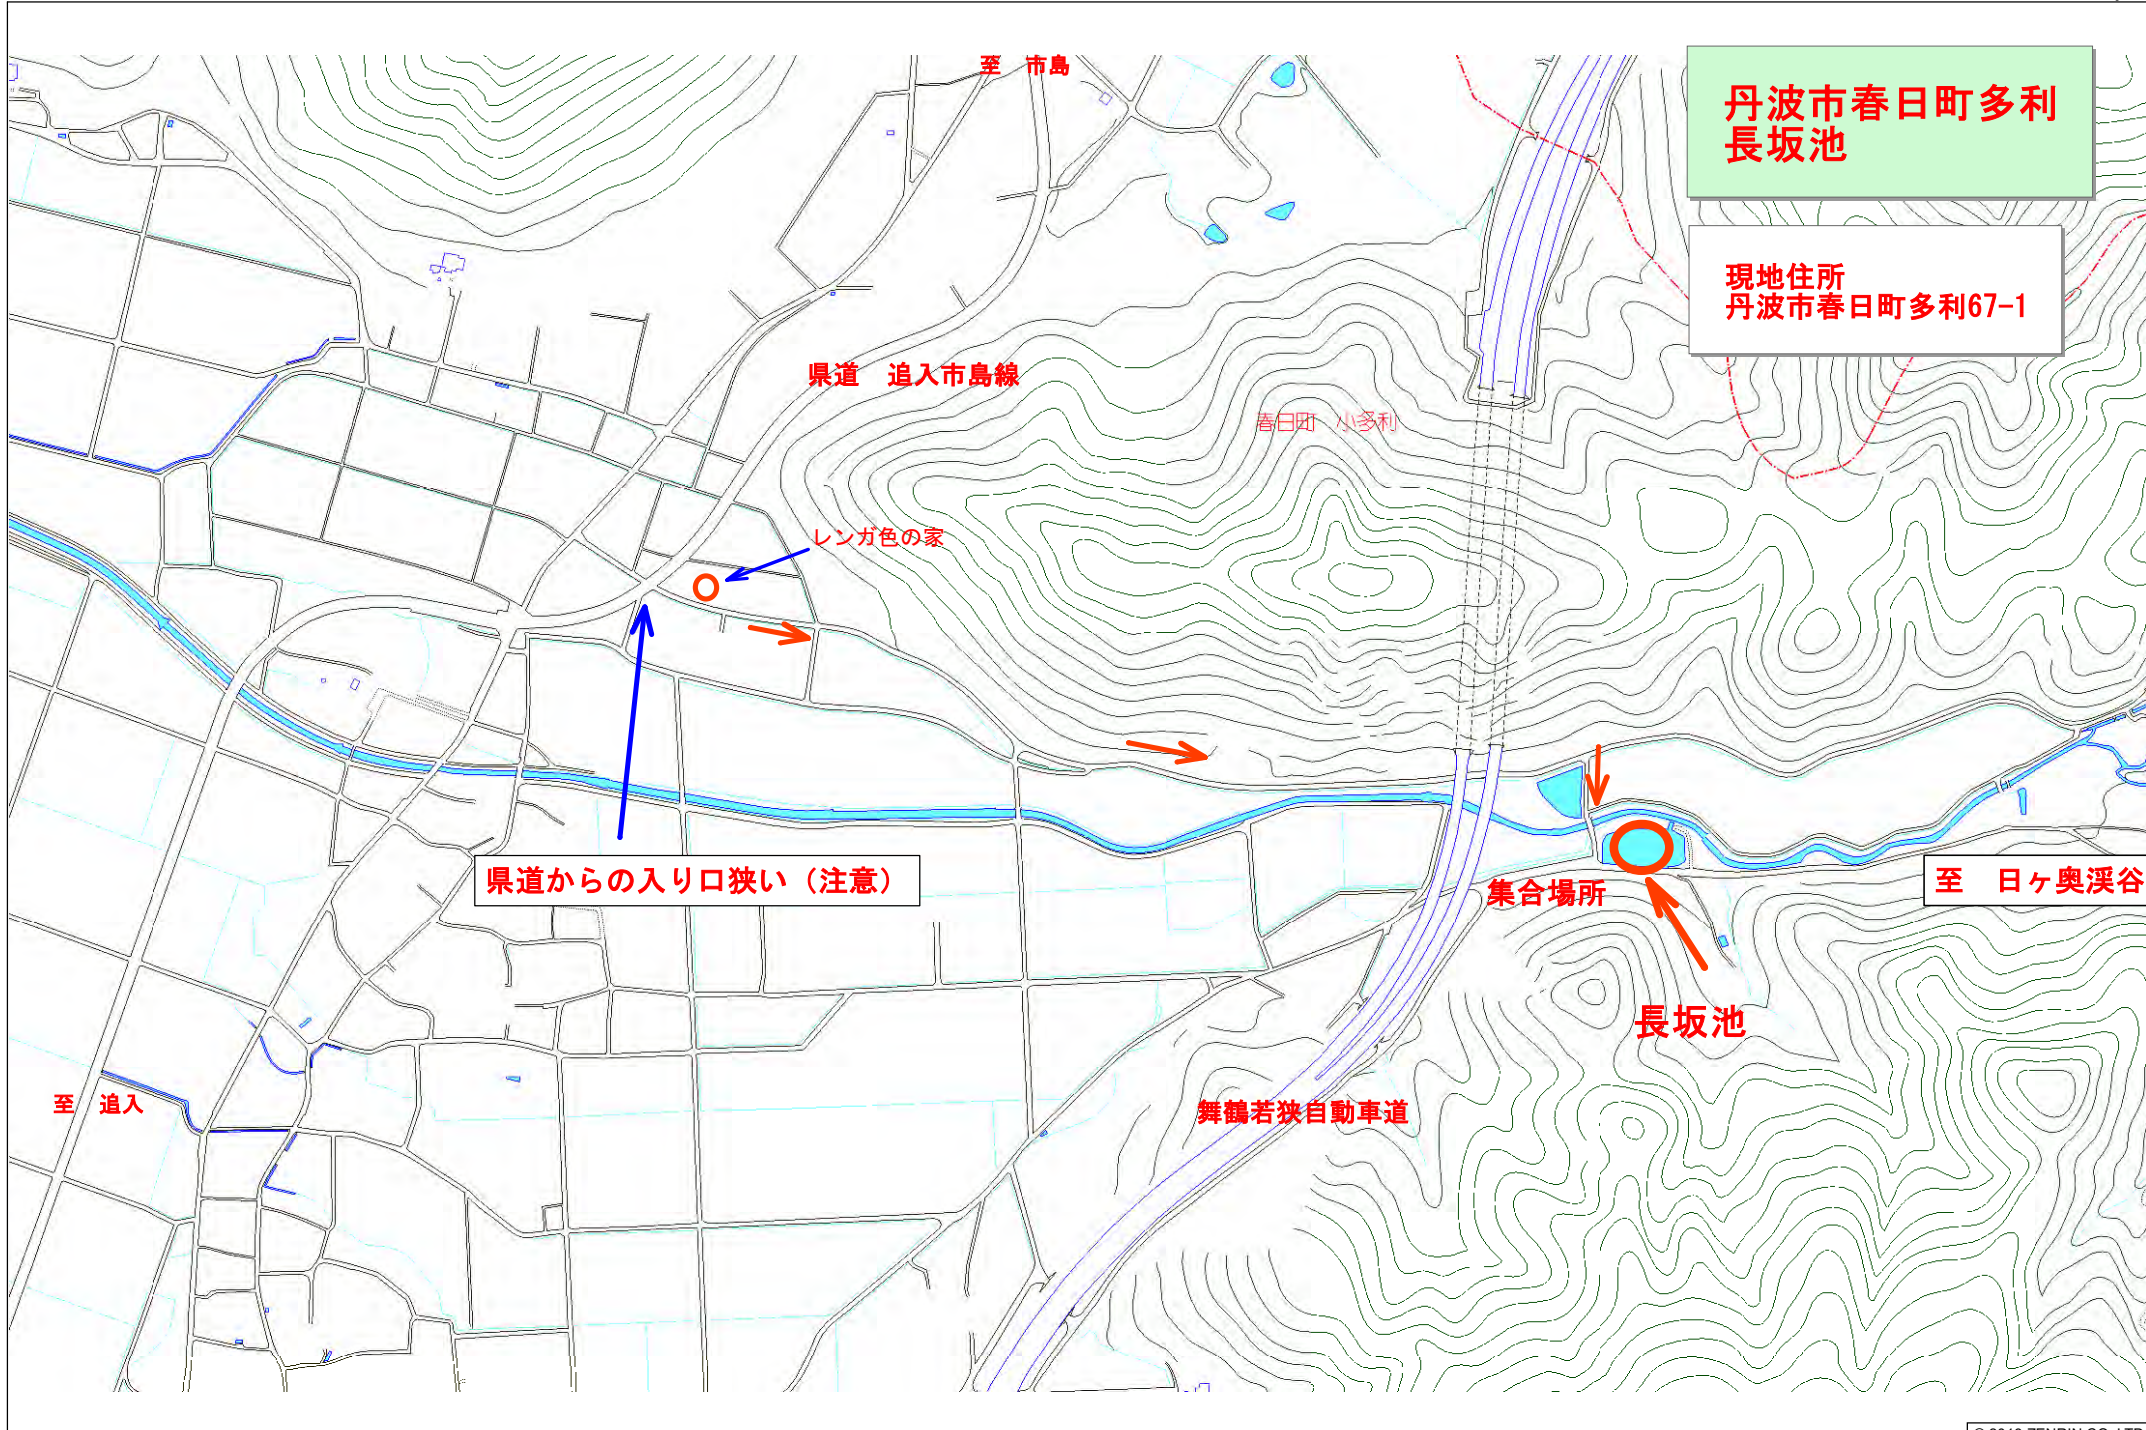 至　市島
丹波市春日町多利
長坂池
現地住所
丹波市春日町多利67-1
県道　追入市島線
春日町　小多利
レンガ色の家
県道からの入り口狭い（注意）
集合場所
至　日ヶ奥渓谷
長坂池
至　追入
舞鶴若狭自動車道